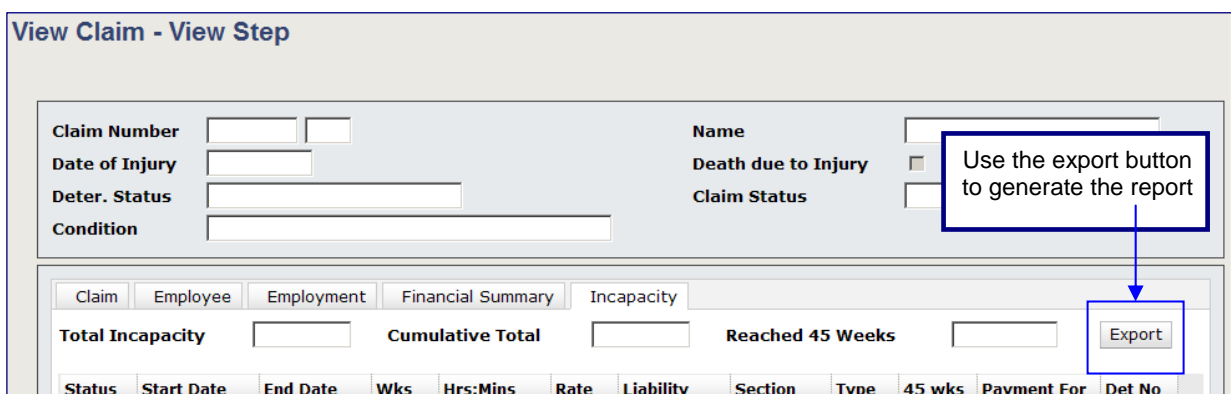 View Claim - View Step
Claim Number
Name
Date of Injury
Death due to Injury
Deter. Status
Claim Status
Condition
Use the export button
to generate the report
Claim Employee Employment Financial Summary Incapacity
Total Incapacity Cumulative Total Reached 45 Weeks Export
Status Start Date End Date Wks Hrs:Mins Rate Liability Section Type 45 wks Payment For Det No